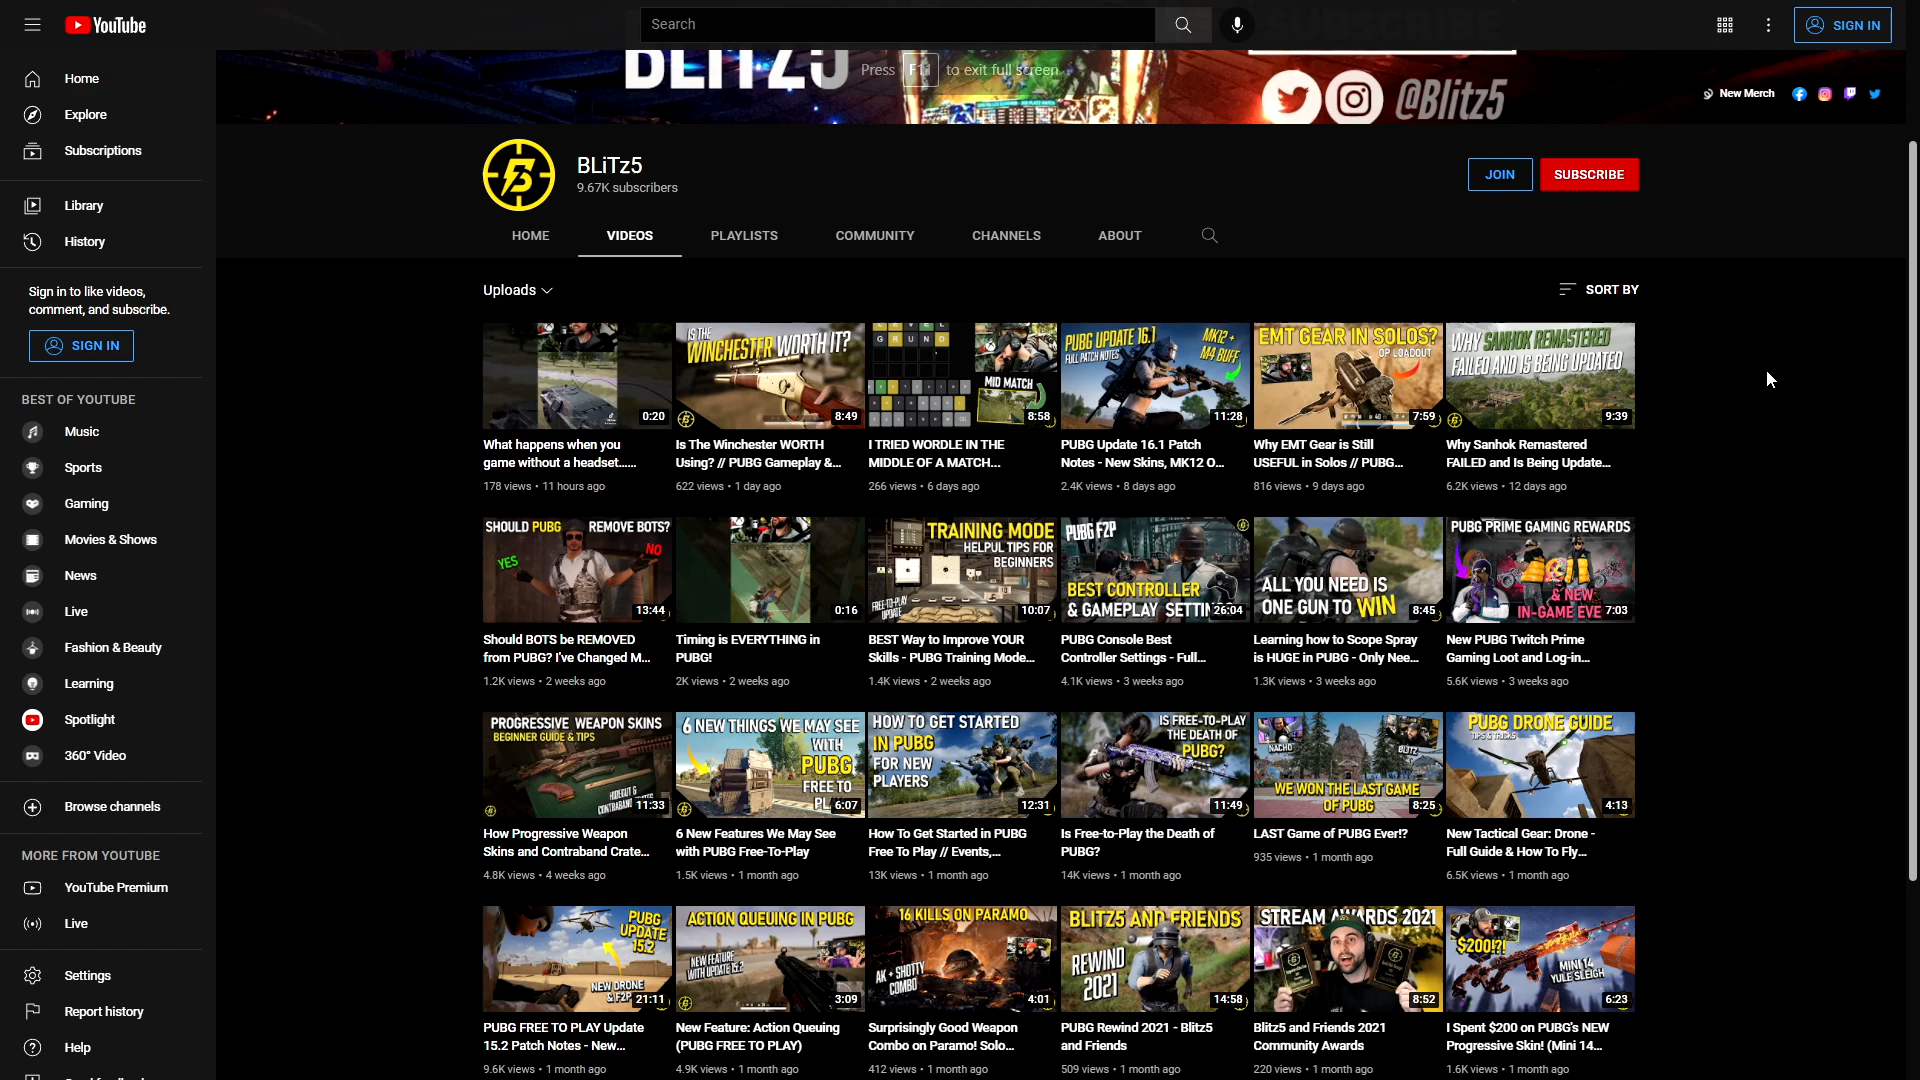 YouTube
Search
SIGN IN
BLiTZ5
Press F11 to exit full screen
@Blitz5
New Merch
Home
Explore
Subscriptions
Library
History
Sign in to like videos,
comment, and subscribe.
SIGN IN
BEST OF YOUTUBE
Music
Sports
Gaming
Movies & Shows
News
Live
Fashion & Beauty
Learning
Spotlight
360° Video
Browse channels
MORE FROM YOUTUBE
YouTube Premium
Live
Settings
Report history
Help
BLiTz5
9.67K subscribers
JOIN
SUBSCRIBE
HOME
VIDEOS
PLAYLISTS
COMMUNITY
CHANNELS
ABOUT
Uploads
SORT BY
0:20
What happens when you
game without a headset......
178 views • 11 hours ago
IS THE
WINCHESTER WORTH IT?
8:49
Is The Winchester WORTH
Using? // PUBG Gameplay &...
622 views • 1 day ago
GRUND
MID MATCH
8:58
I TRIED WORDLE IN THE
MIDDLE OF A MATCH...
266 views • 6 days ago
PUBG UPDATE 16.1
FULL PATCH NOTES
MK12 +
M4 BUFF
11:28
PUBG Update 16.1 Patch
Notes - New Skins, MK12 O...
2.4K views • 8 days ago
EMT GEAR IN SOLOS?
OP LOADOUT
7:59
Why EMT Gear is Still
USEFUL in Solos // PUBG...
816 views • 9 days ago
WHY SANHOK REMASTERED
FAILED AND IS BEING UPDATED
9:39
Why Sanhok Remastered
FAILED and Is Being Update...
6.2K views • 12 days ago
SHOULD PUBG REMOVE BOTS?
YES
NO
13:44
Should BOTS be REMOVED
from PUBG? I've Changed M...
1.2K views • 2 weeks ago
0:16
Timing is EVERYTHING in
PUBG!
2K views • 2 weeks ago
TRAINING MODE
HELPUL TIPS FOR
BEGINNERS
FREE-TO-PLAY
UPDATE
10:07
BEST Way to Improve YOUR
Skills - PUBG Training Mode...
1.4K views • 2 weeks ago
PUBG F2P
BEST CONTROLLER
& GAMEPLAY SETTIN
26:04
PUBG Console Best
Controller Settings - Full...
4.1K views • 3 weeks ago
ALL YOU NEED IS
ONE GUN TO WIN
8:45
Learning how to Scope Spray
is HUGE in PUBG - Only Nee...
1.3K views • 3 weeks ago
PUBG PRIME GAMING REWARDS
& NEW
IN-GAME EVE
7:03
New PUBG Twitch Prime
Gaming Loot and Log-in...
5.6K views • 3 weeks ago
PROGRESSIVE WEAPON SKINS
BEGINNER GUIDE & TIPS
HIDEOUT &
11:33
How Progressive Weapon
Skins and Contraband Crate...
4.8K views • 4 weeks ago
6 NEW THINGS WE MAY SEE
WITH
PUBG
FREE TO
PL
6:07
6 New Features We May See
with PUBG Free-To-Play
1.5K views • 1 month ago
HOW TO GET STARTED
IN PUBG
FOR NEW
PLAYERS
12:31
How To Get Started in PUBG
Free To Play // Events,...
13K views • 1 month ago
IS FREE-TO-PLAY
THE DEATH OF
PUBG?
11:49
Is Free-to-Play the Death of
PUBG?
14K views • 1 month ago
NACHO
BLITZ
WE WON THE LAST GAME
OF PUBG
8:25
LAST Game of PUBG Ever!?
935 views • 1 month ago
PUBG DRONE GUIDE
TIPS & TRICKS
4:13
New Tactical Gear: Drone -
Full Guide & How To Fly...
6.5K views • 1 month ago
PUBG
UPDATE
15.2
NEW DRONE
& F2P
21:11
PUBG FREE TO PLAY Update
15.2 Patch Notes - New...
9.6K views • 1 month ago
ACTION QUEUING IN PUBG
NEW FEATURE
WITH UPDATE 15.2
3:09
New Feature: Action Queuing
(PUBG FREE TO PLAY)
4.9K views • 1 month ago
16 KILLS ON PARAMO
AK + SHOTTY
COMBO
4:01
Surprisingly Good Weapon
Combo on Paramo! Solo...
412 views • 1 month ago
BLITZ5 AND FRIENDS
REWIND
2021
14:58
PUBG Rewind 2021 - Blitz5
and Friends
509 views • 1 month ago
STREAM AWARDS 2021
8:52
Blitz5 and Friends 2021
Community Awards
220 views • 1 month ago
$200!?!
MINI 14
YULE SLEIGH
6:23
I Spent $200 on PUBG's NEW
Progressive Skin! (Mini 14...
1.6K views • 1 month ago